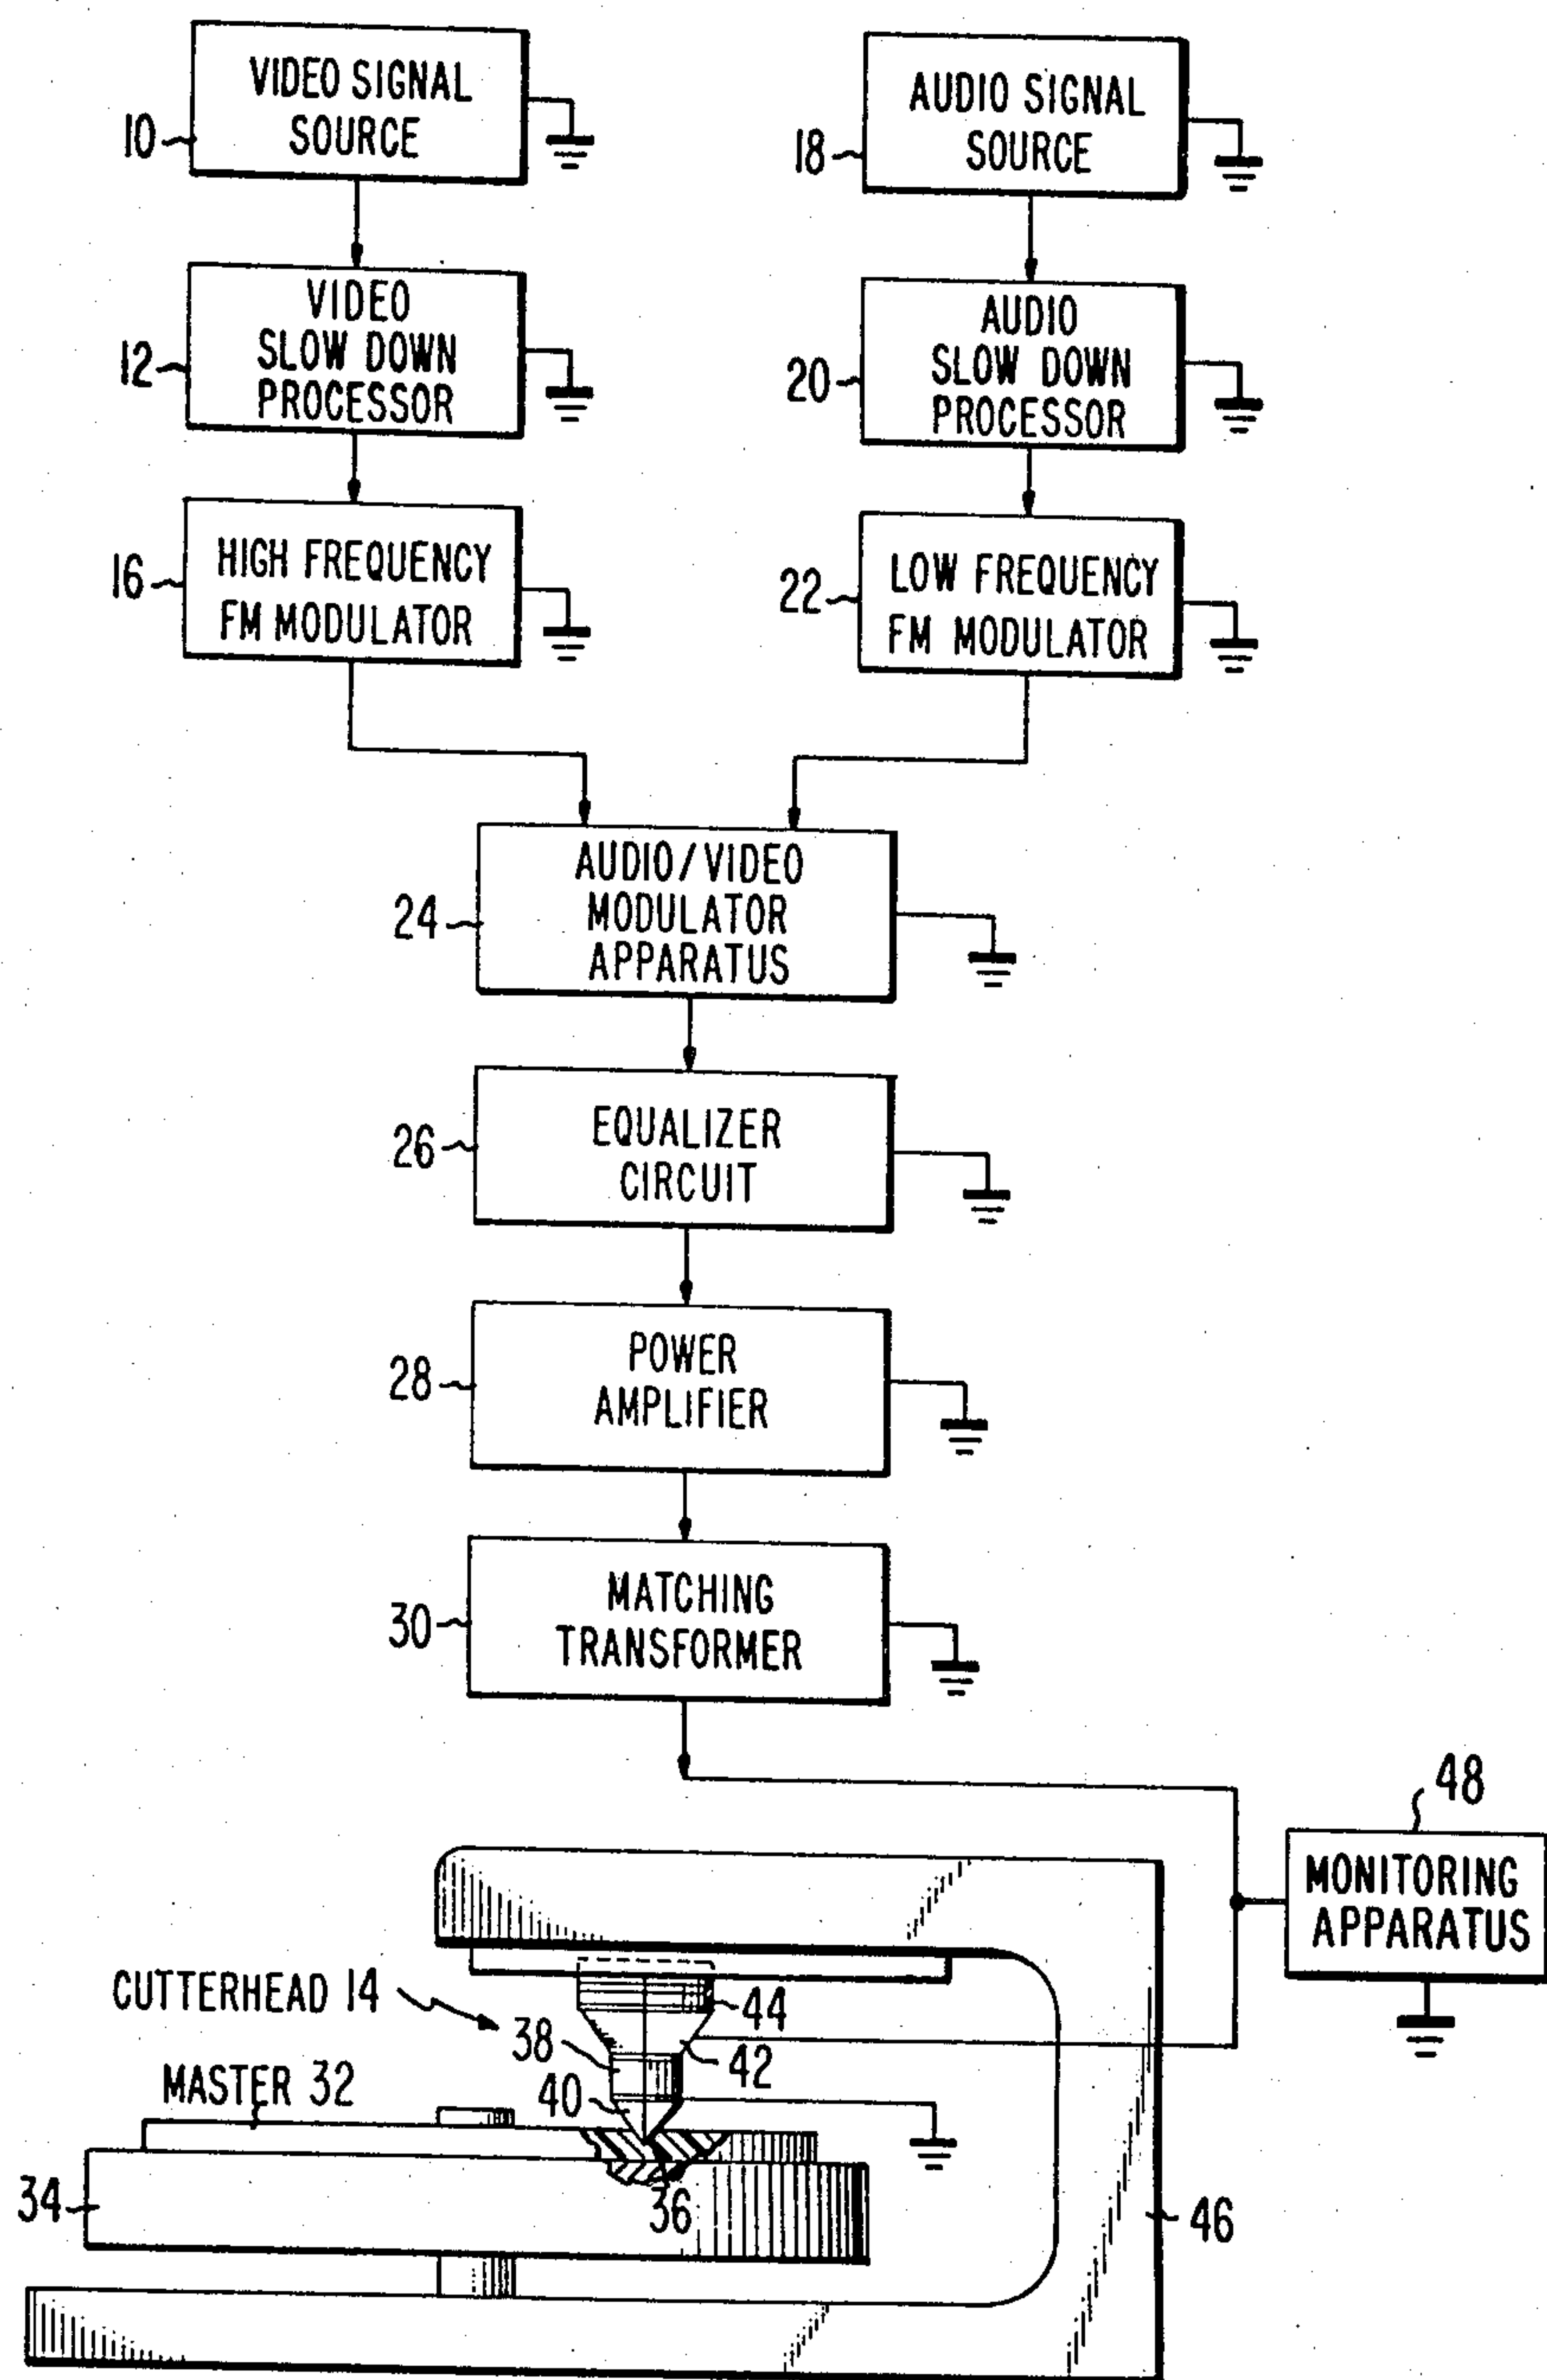 VIDEO SIGNAL
SOURCE
10
AUDIO SIGNAL
SOURCE
18
VIDEO
SLOW DOWN
PROCESSOR
12
AUDIO
SLOW DOWN
PROCESSOR
20
HIGH FREQUENCY
FM MODULATOR
16
LOW FREQUENCY
FM MODULATOR
22
AUDIO/VIDEO
MODULATOR
APPARATUS
24
EQUALIZER
CIRCUIT
26
POWER
AMPLIFIER
28
MATCHING
TRANSFORMER
30
48
MONITORING
APPARATUS
CUTTERHEAD 14
44
38
42
MASTER 32
40
34
36
46